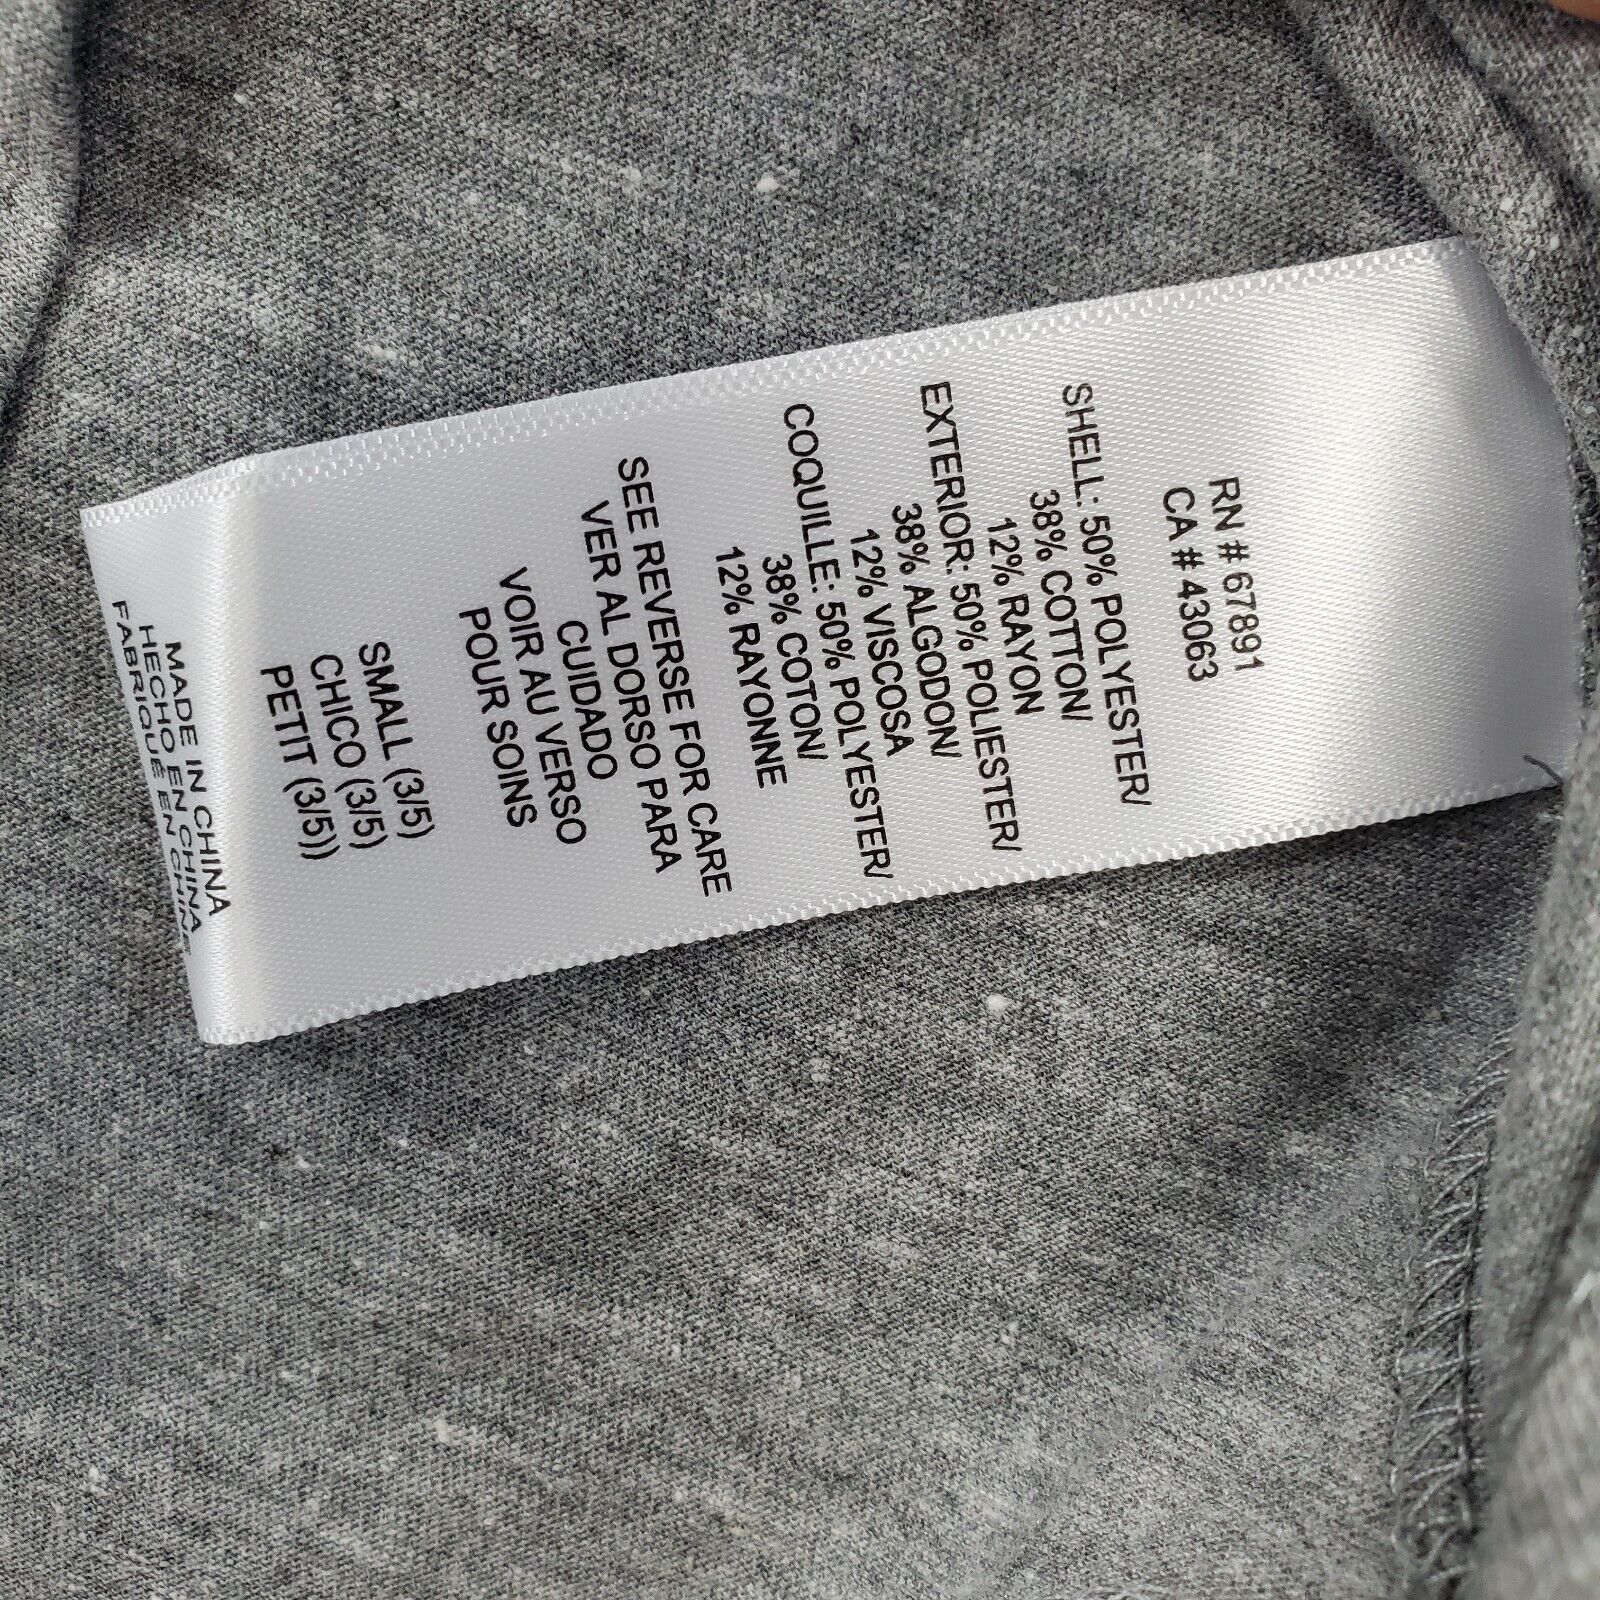 RN # 67891
CA # 43063
SHELL: 50% POLYESTER/
38% COTTON/
12% RAYON
EXTERIOR: 50% POLIESTER/
38% ALGODON/
12% VISCOSA
COQUILLE: 50% POLYESTER/
38% COTON/
12% RAYONNE
SEE REVERSE FOR CARE
VER AL DORSO PARA
CUIDADO
VOIR AU VERSO
POUR SOINS
SMALL (3/5)
CHICO (3/5)
PETIT (3/5))
MADE IN CHINA
HECHO EN CHINA
FABRIQUÉ EN CHINE